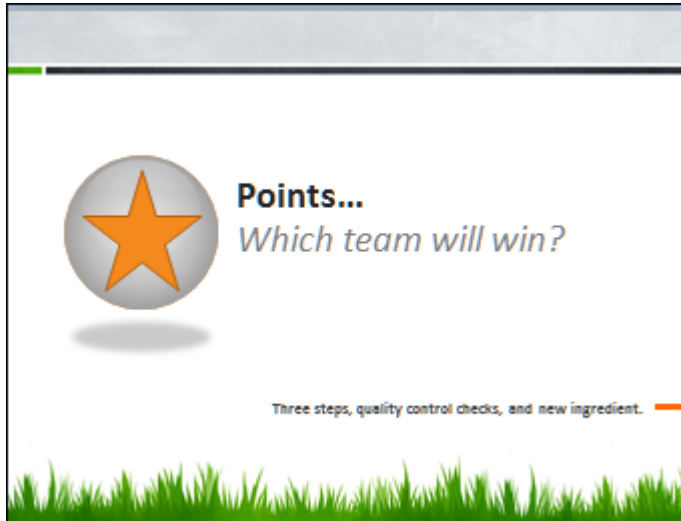 Points...
Which team will win?
Three steps, quality control checks, and new ingredient.